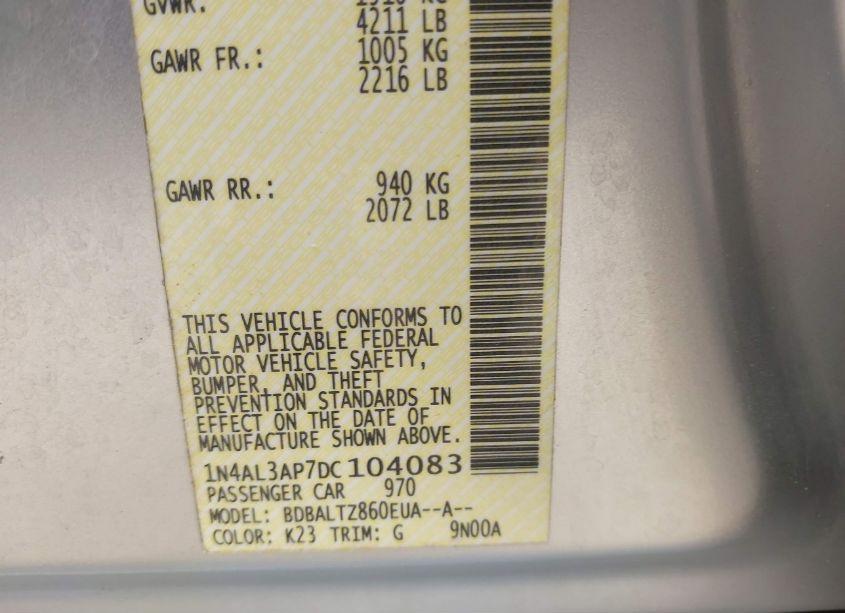 GVWR:
4211 LB
GAWR FR.: 1005 KG
2216 LB
GAWR RR.: 940 KG
2072 LB
THIS VEHICLE CONFORMS TO
ALL APPLICABLE FEDERAL
MOTOR VEHICLE SAFETY,
BUMPER, AND THEFT
PREVENTION STANDARDS IN
EFFECT ON THE DATE OF
MANUFACTURE SHOWN ABOVE.
1N4AL3AP7DC104083
PASSENGER CAR 970
MODEL: BDBALTZ860EUA--A--
COLOR: K23 TRIM: G 9N00A